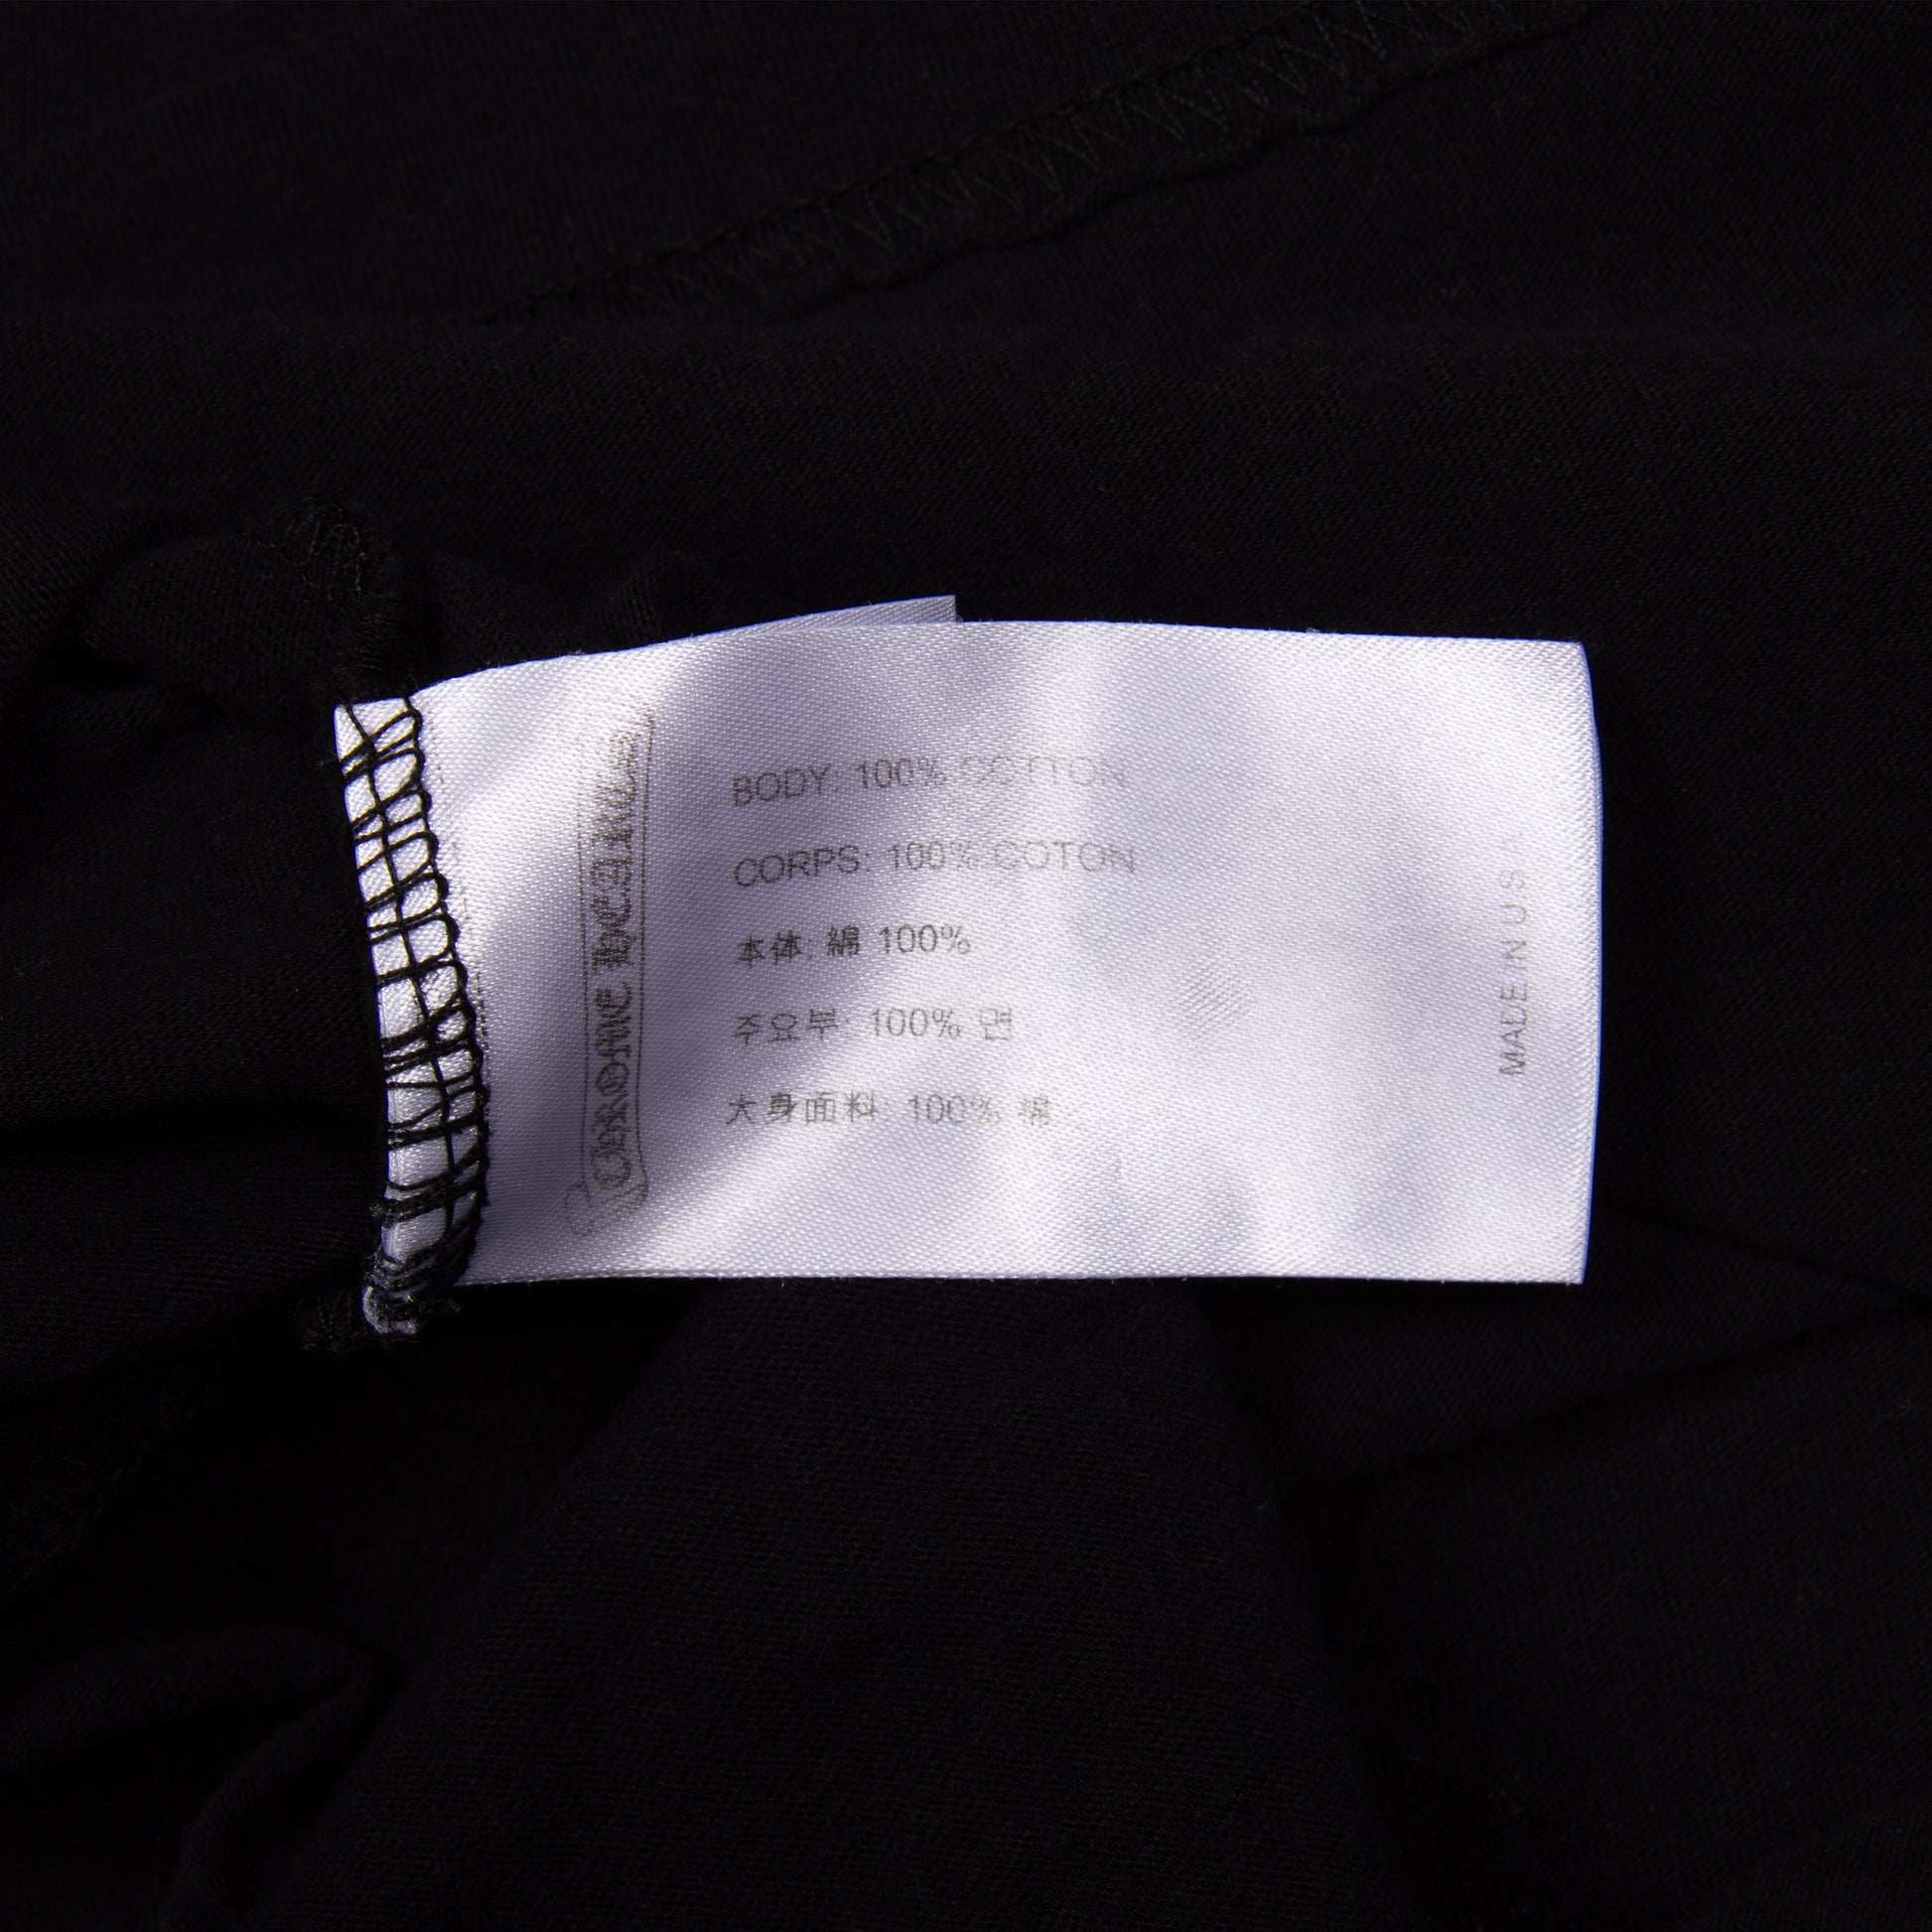 CHROME HEARTS
BODY: 100% COTTON
CORPS: 100% COTON
本体: 綿 100%
주요부: 100% 면
大身面料: 100% 棉
MADE IN USA